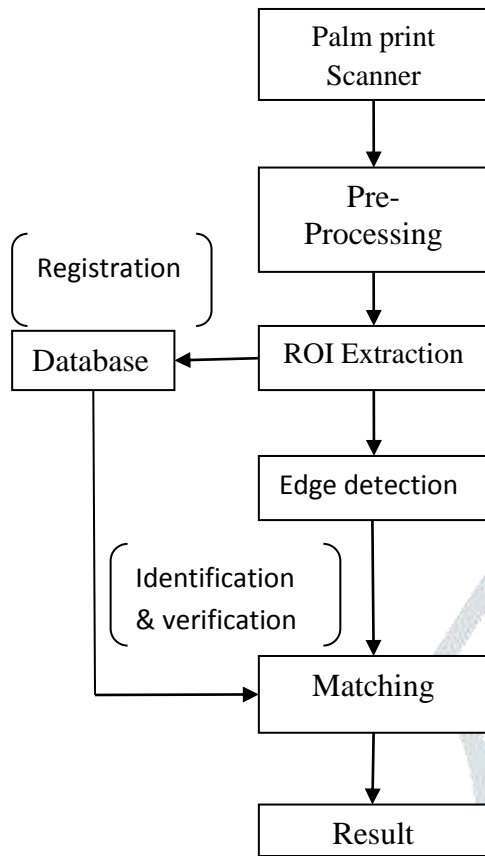 Palm print
Scanner
Pre-
Processing
Registration
Database
ROI Extraction
Edge detection
Identification
& verification
Matching
Result